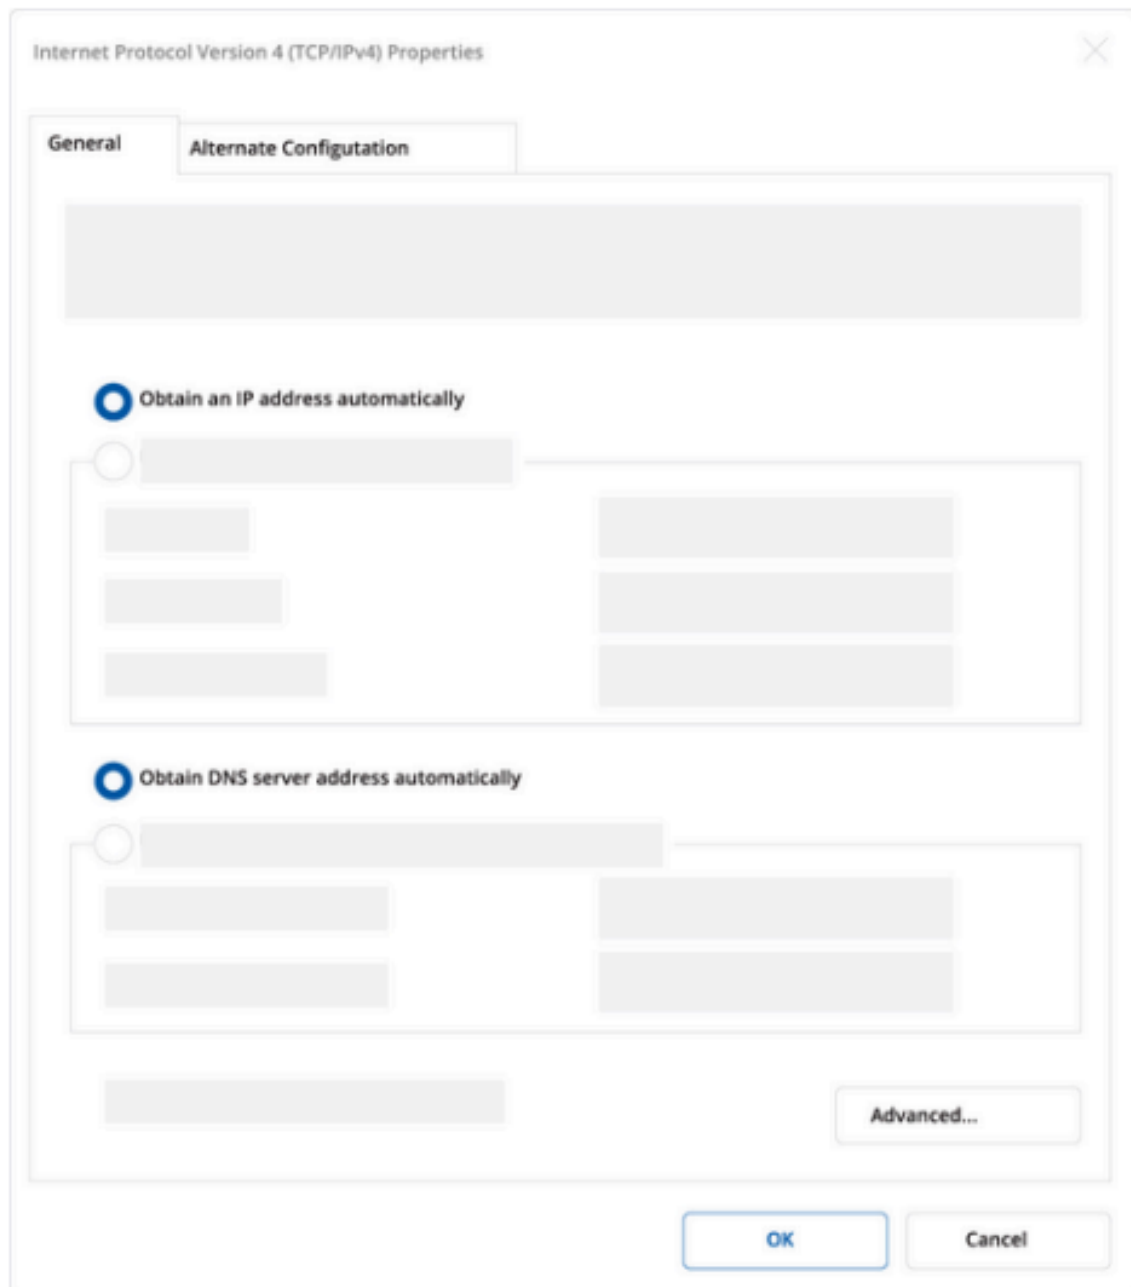 Internet Protocol Version 4 (TCP/IPv4) Properties
General
Alternate Configutation
Obtain an IP address automatically
Obtain DNS server address automatically
Advanced...
OK
Cancel